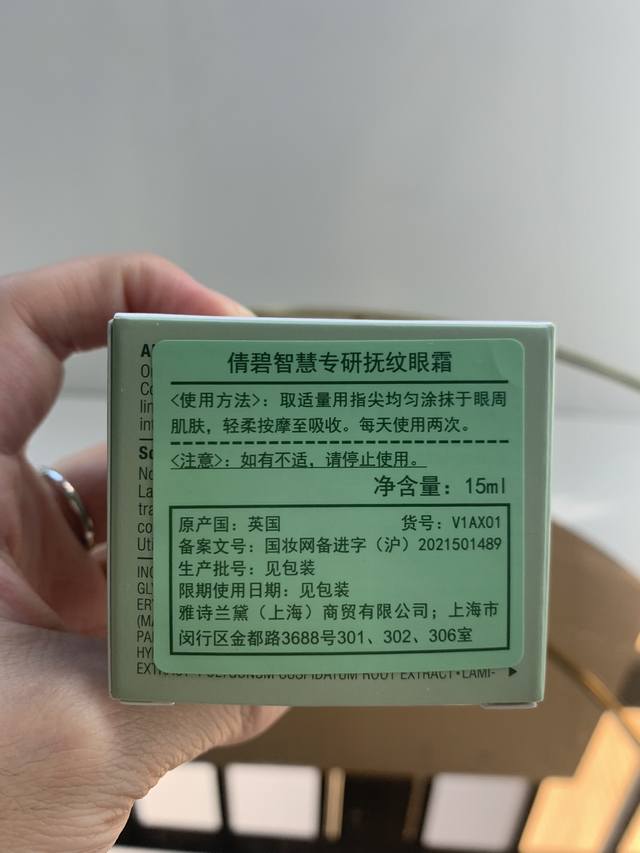 倩碧智慧专研抚纹眼霜
<使用方法>：取适量用指尖均匀涂抹于眼周
肌肤，轻柔按摩至吸收。每天使用两次。
<注意>：如有不适，请停止使用。
净含量：15ml
原产国：英国 货号：V1AX01
备案文号：国妆网备进字（沪）2021501489
生产批号：见包装
限期使用日期：见包装
雅诗兰黛（上海）商贸有限公司；上海市
闵行区金都路3688号301、302、306室
POLYGONUM CUSPIDATUM ROOT EXTRACT•LAMI-